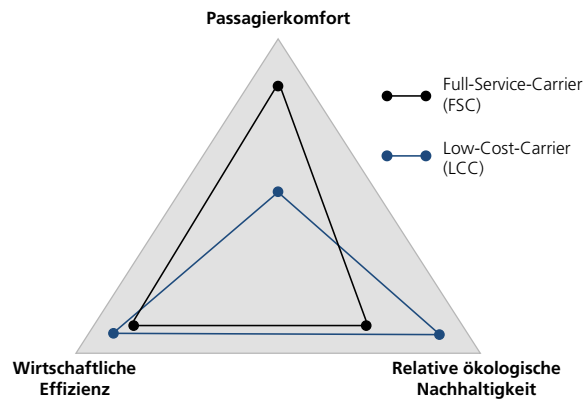 Passagierkomfort
Full-Service-Carrier
(FSC)
Low-Cost-Carrier
(LCC)
Wirtschaftliche
Effizienz
Relative ökologische
Nachhaltigkeit